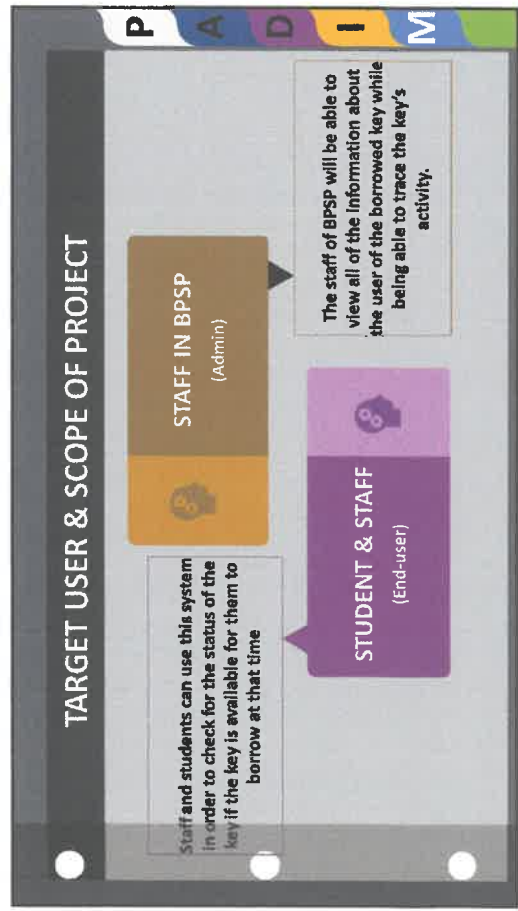 TARGET USER & SCOPE OF PROJECT
STAFF IN BPSP
(Admin)
Staff and students can use this system
in order to check for the status of the
key if the key is available for them to
borrow at that time
The staff of BPSP will be able to
view all of the information about
the user of the borrowed key while
being able to trace the key's
activity.
STUDENT & STAFF
(End-user)
P
A
D
I
M